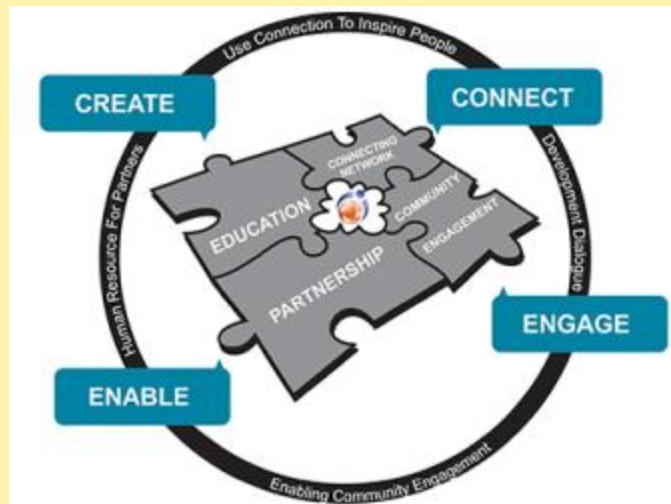 Use Connection To Inspire People
CREATE
CONNECT
CONNECTING
NETWORK
EDUCATION
COMMUNITY
ENGAGEMENT
PARTNERSHIP
Human Resource For Partners
Development Dialogue
ENGAGE
ENABLE
Enabling Community Engagement